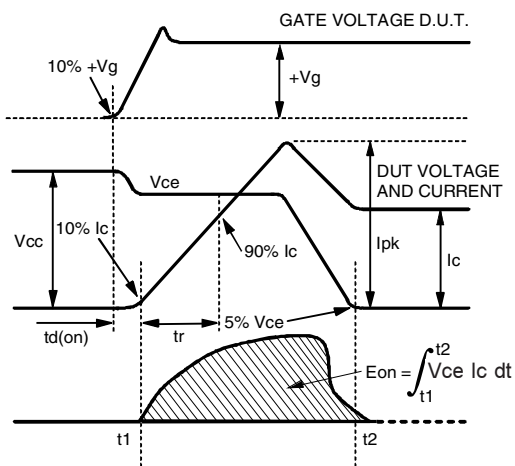 GATE VOLTAGE D.U.T.
10% +Vg
+Vg
DUT VOLTAGE
AND CURRENT
Vce
10% Ic
Vcc
90% Ic
Ipk
Ic
td(on)
tr
5% Vce
Eon = ∫ Vce Ic dt
t2
t1
t1
t2